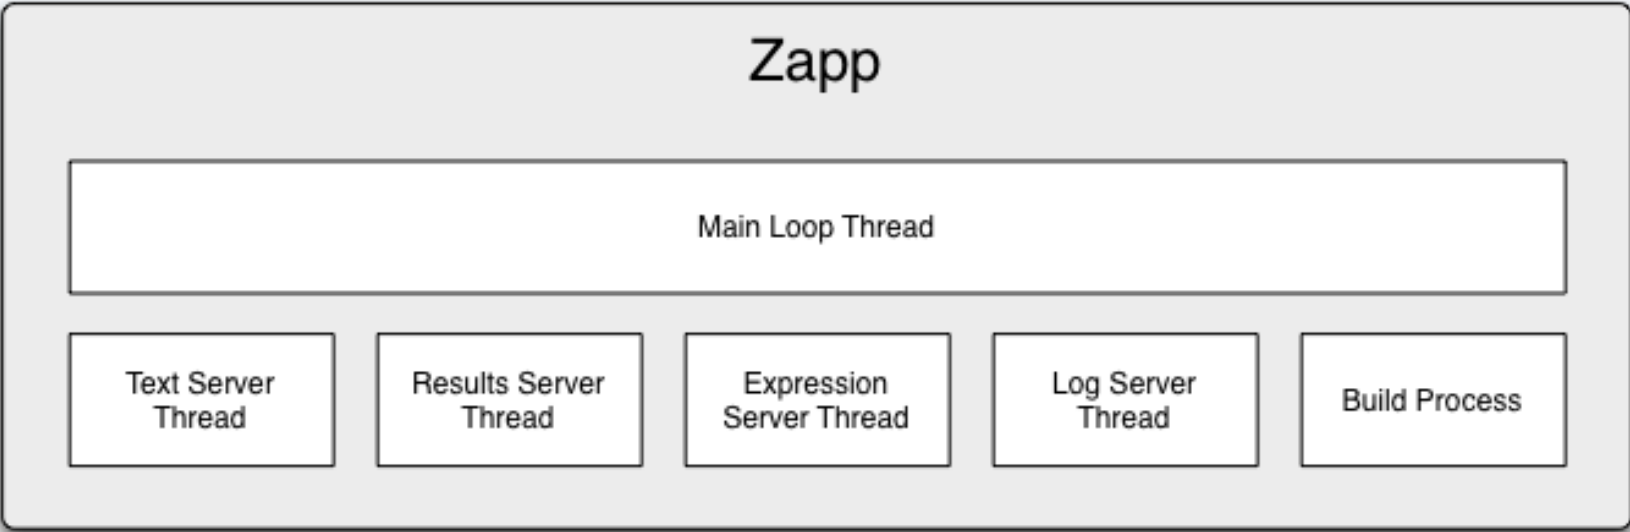 Zapp
Main Loop Thread
Text Server
Thread
Results Server
Thread
Expression
Server Thread
Log Server
Thread
Build Process